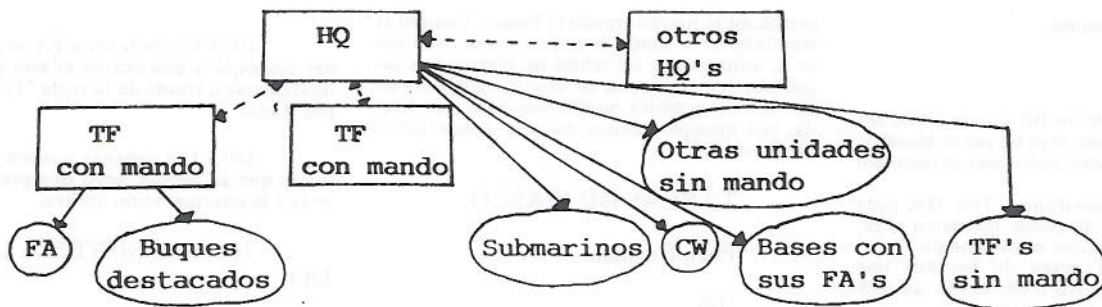 HQ
otros
HQ's
TF
con mando
TF
con mando
Otras unidades
sin mando
FA
Buques
destacados
Submarinos
CW
Bases con
sus FA's
TF's
sin mando